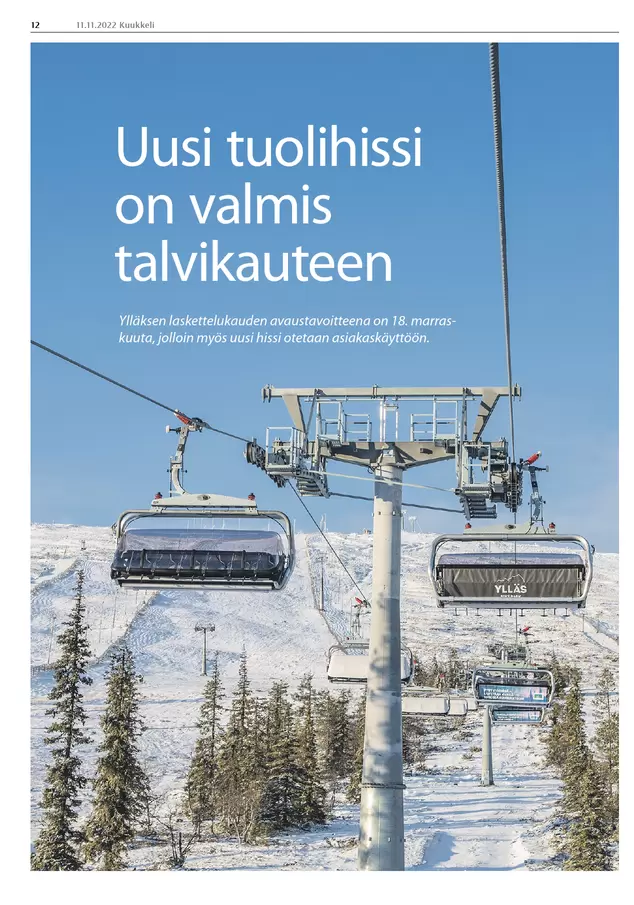 12
11.11.2022 Kuukkeli
Uusi tuolihissi
on valmis
talvikauteen
Ylläksen laskettelukauden avaustavoitteena on 18. marras-
kuuta, jolloin myös uusi hissi otetaan asiakaskäyttöön.
YLLÄS